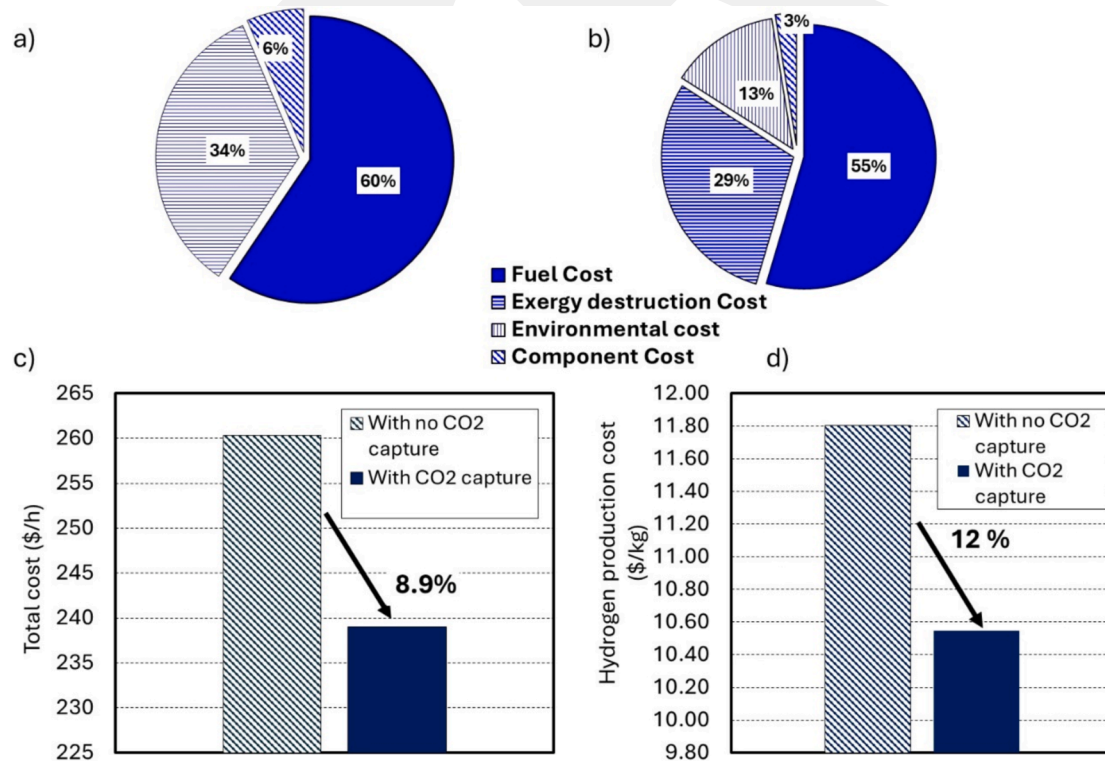 a)
6%
34%
60%
b)
3%
13%
29%
55%
Fuel Cost
Exergy destruction Cost
Environmental cost
Component Cost
c)
265
260
255
250
245
240
235
230
225
Total cost ($/h)
With no CO2
capture
With CO2 capture
8.9%
d)
12.00
11.80
11.60
11.40
11.20
11.00
10.80
10.60
10.40
10.20
10.00
9.80
Hydrogen production cost
($/kg)
With no CO2
capture
With CO2
capture
12 %